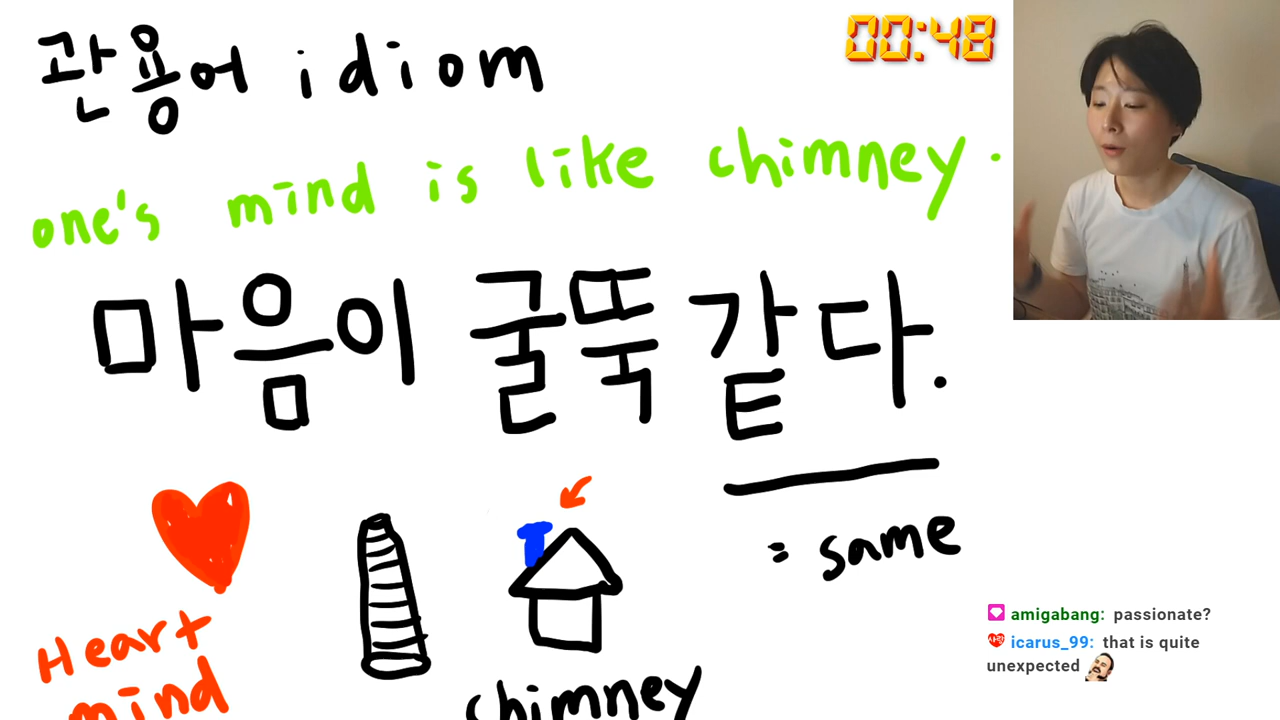 관용어 idiom
00:48
one's mind is like chimney.
마음이 굴뚝 같다.
= same
Heart
mind
chimney
amigabang: passionate?
icarus_99: that is quite
unexpected